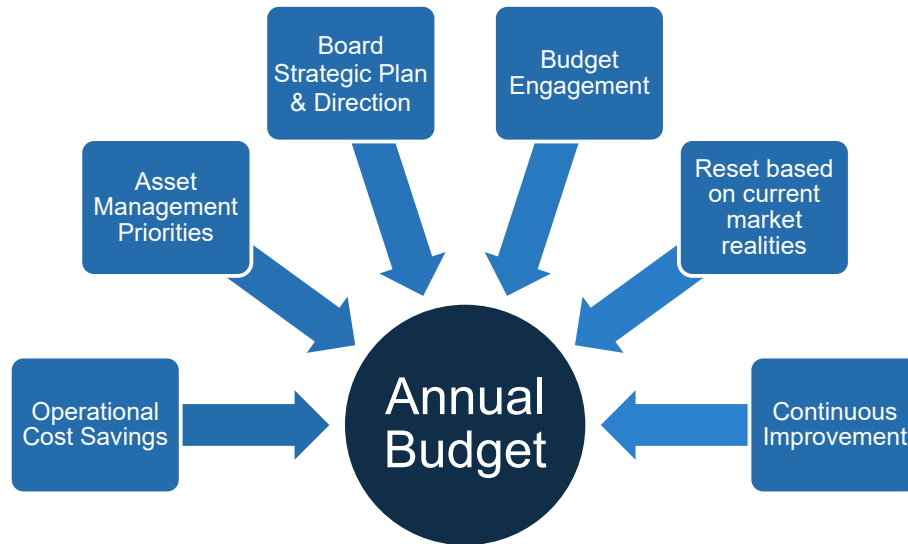 Board
Strategic Plan
& Direction
Budget
Engagement
Asset
Management
Priorities
Reset based
on current
market
realities
Operational
Cost Savings
Annual
Budget
Continuous
Improvement